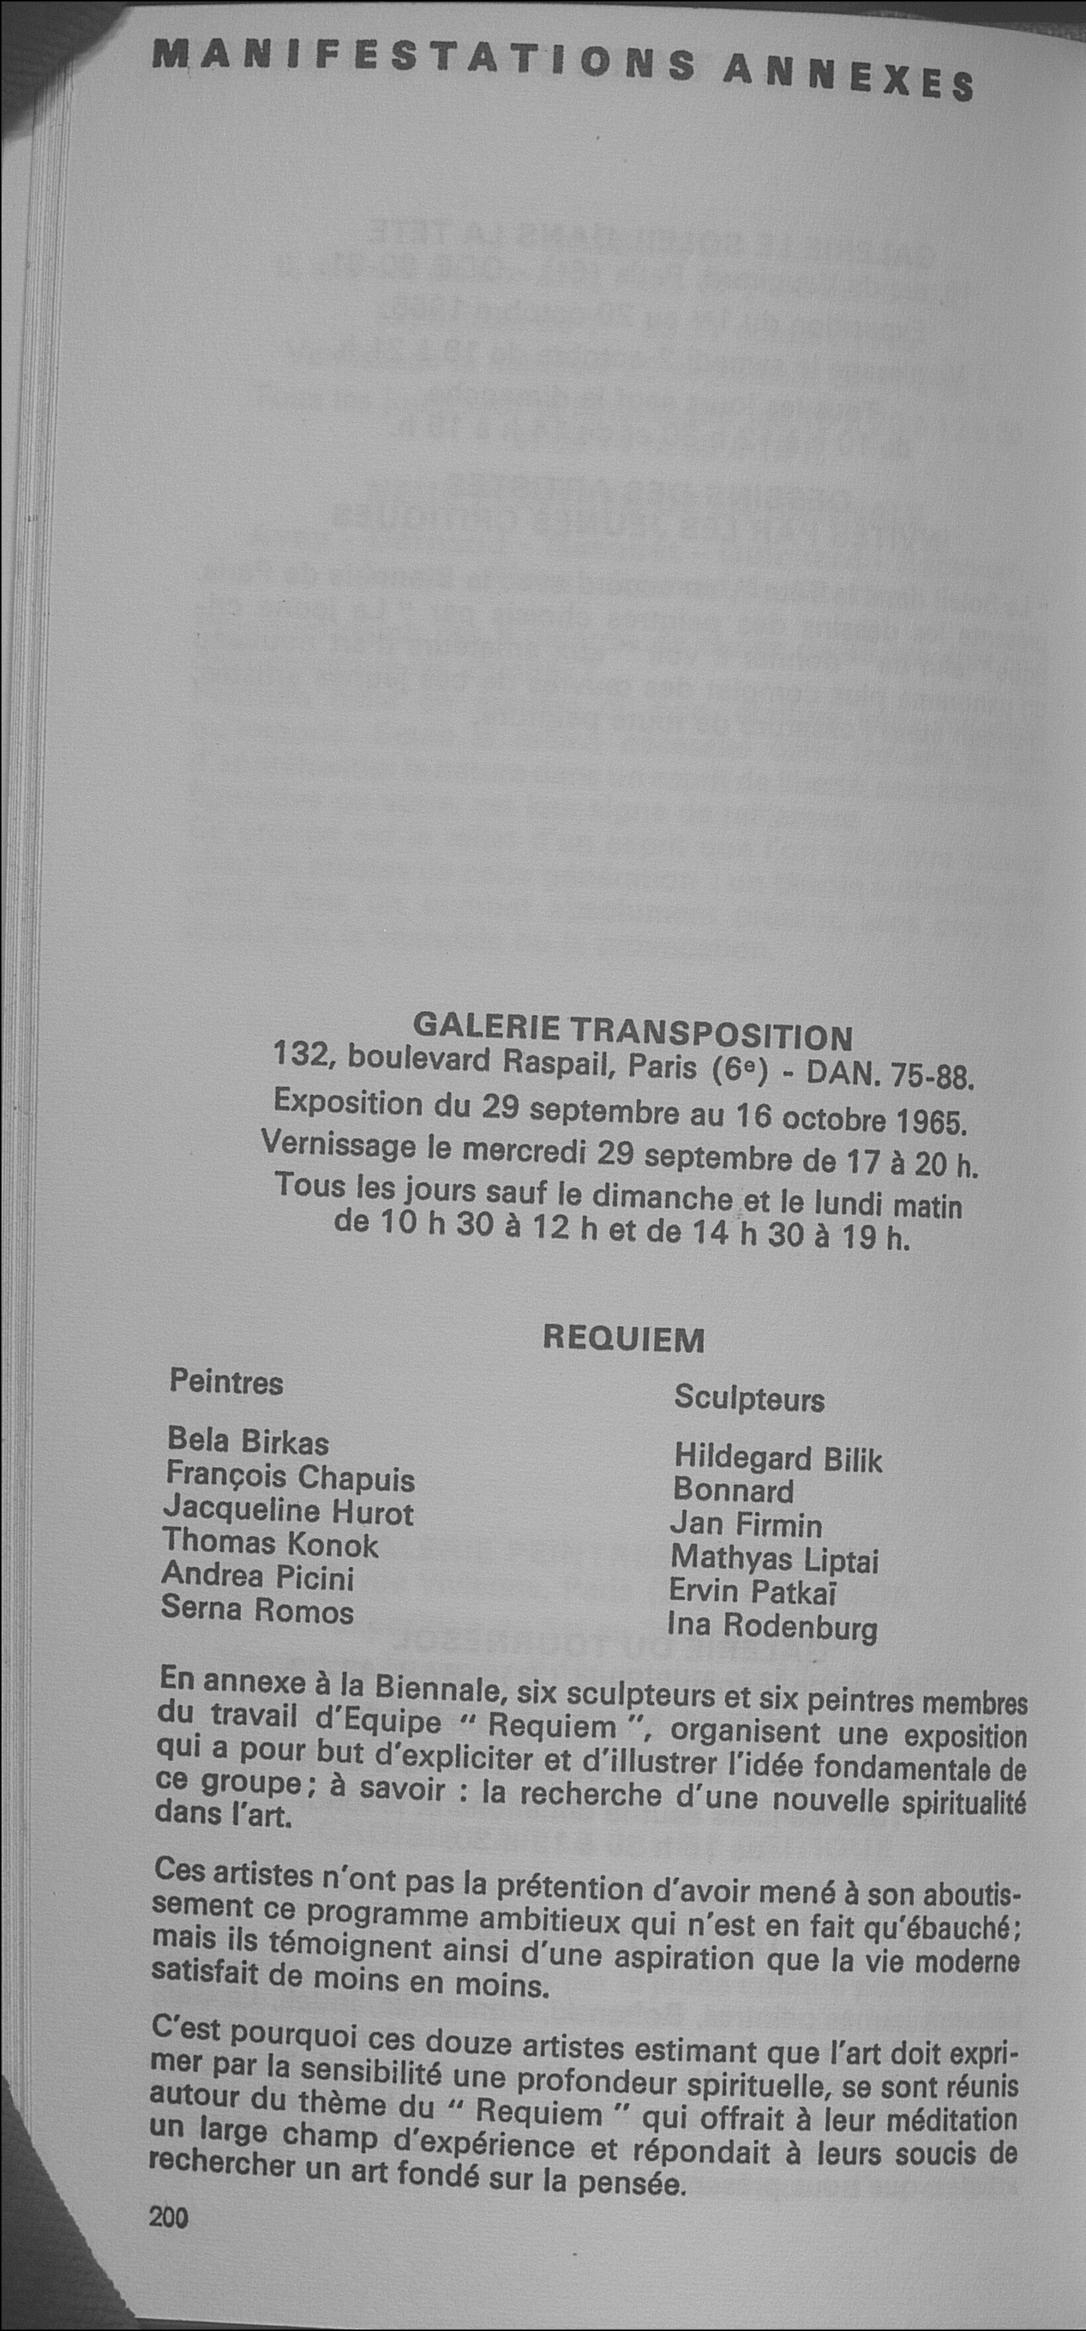 MANIFESTATIONS ANNEXES
GALERIE TRANSPOSITION
132, boulevard Raspail, Paris (6e) - DAN. 75-88.
Exposition du 29 septembre au 16 octobre 1965.
Vernissage le mercredi 29 septembre de 17 à 20 h.
Tous les jours sauf le dimanche et le lundi matin
de 10 h 30 à 12 h et de 14 h 30 à 19 h.
REQUIEM
Peintres
Bela Birkas
François Chapuis
Jacqueline Hurot
Thomas Konok
Andrea Picini
Serna Romos
Sculpteurs
Hildegard Bilik
Bonnard
Jan Firmin
Mathyas Liptai
Ervin Patkaï
Ina Rodenburg
En annexe à la Biennale, six sculpteurs et six peintres membres
du travail d'Equipe " Requiem ", organisent une exposition
qui a pour but d'expliciter et d'illustrer l'idée fondamentale de
ce groupe; à savoir : la recherche d'une nouvelle spiritualité
dans l'art.
Ces artistes n'ont pas la prétention d'avoir mené à son aboutis-
sement ce programme ambitieux qui n'est en fait qu'ébauché;
mais ils témoignent ainsi d'une aspiration que la vie moderne
satisfait de moins en moins.
C'est pourquoi ces douze artistes estimant que l'art doit expri-
mer par la sensibilité une profondeur spirituelle, se sont réunis
autour du thème du " Requiem " qui offrait à leur méditation
un large champ d'expérience et répondait à leurs soucis de
rechercher un art fondé sur la pensée.
200